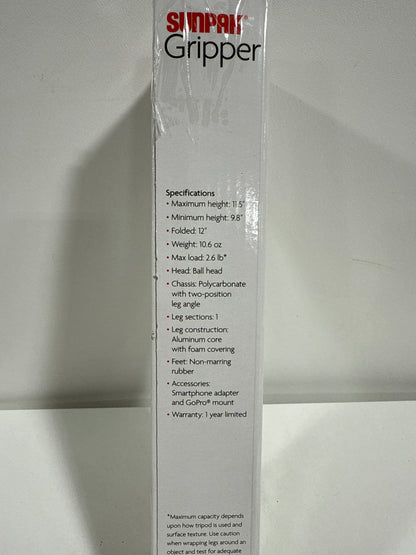 SUNPAK®
Gripper
Specifications
• Maximum height: 11.5"
• Minimum height: 9.8"
• Folded: 12"
• Weight: 10.6 oz
• Max load: 2.6 lb*
• Head: Ball head
• Chassis: Polycarbonate
with two-position
leg angle
• Leg sections: 1
• Leg construction:
Aluminum core
with foam covering
• Feet: Non-marring
rubber
• Accessories:
Smartphone adapter
and GoPro® mount
• Warranty: 1 year limited
*Maximum capacity depends
upon how tripod is used and
surface texture. Use caution
when wrapping legs around an
object and test for adequate